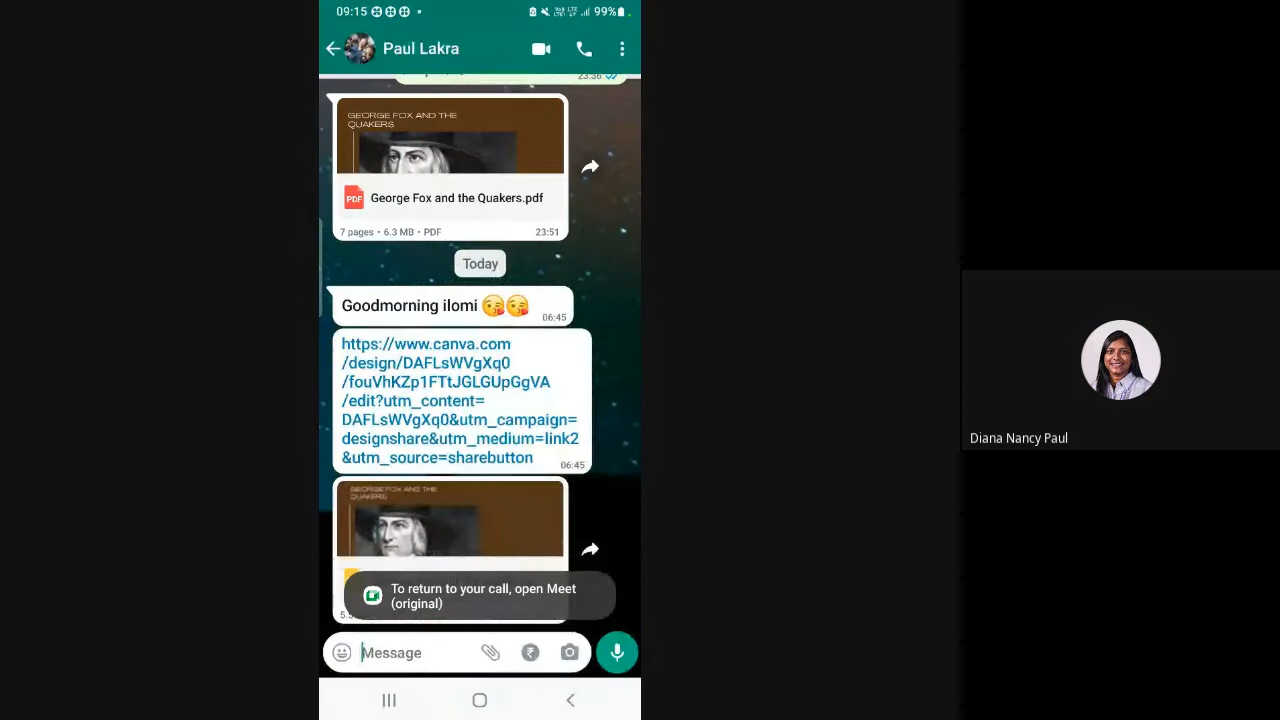 09:15
99%
Paul Lakra
23:36
GEORGE FOX AND THE
QUAKERS
PDF
George Fox and the Quakers.pdf
7 pages • 6.3 MB • PDF
23:51
Today
Goodmorning ilomi 😘😘
06:45
https://www.canva.com
/design/DAFLsWVgXq0
/fouVhKZp1FTtJGLGUpGgVA
/edit?utm_content=
DAFLsWVgXq0&utm_campaign=
designshare&utm_medium=link2
&utm_source=sharebutton
06:45
GEORGE FOX AND THE
QUAKERS
To return to your call, open Meet
(original)
Message
Diana Nancy Paul